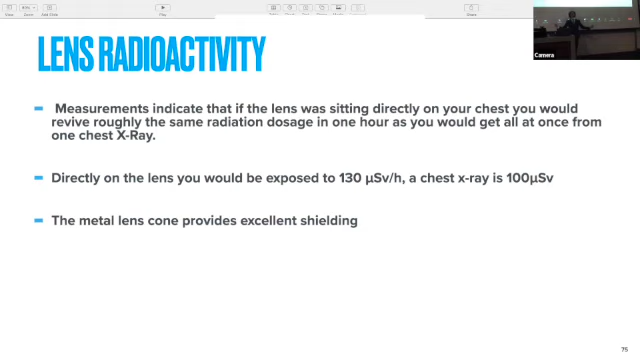 LENS RADIOACTIVITY
Camera
Measurements indicate that if the lens was sitting directly on your chest you would
revive roughly the same radiation dosage in one hour as you would get all at once from
one chest X-Ray.
Directly on the lens you would be exposed to 130 µSv/h, a chest x-ray is 100µSv
The metal lens cone provides excellent shielding
75